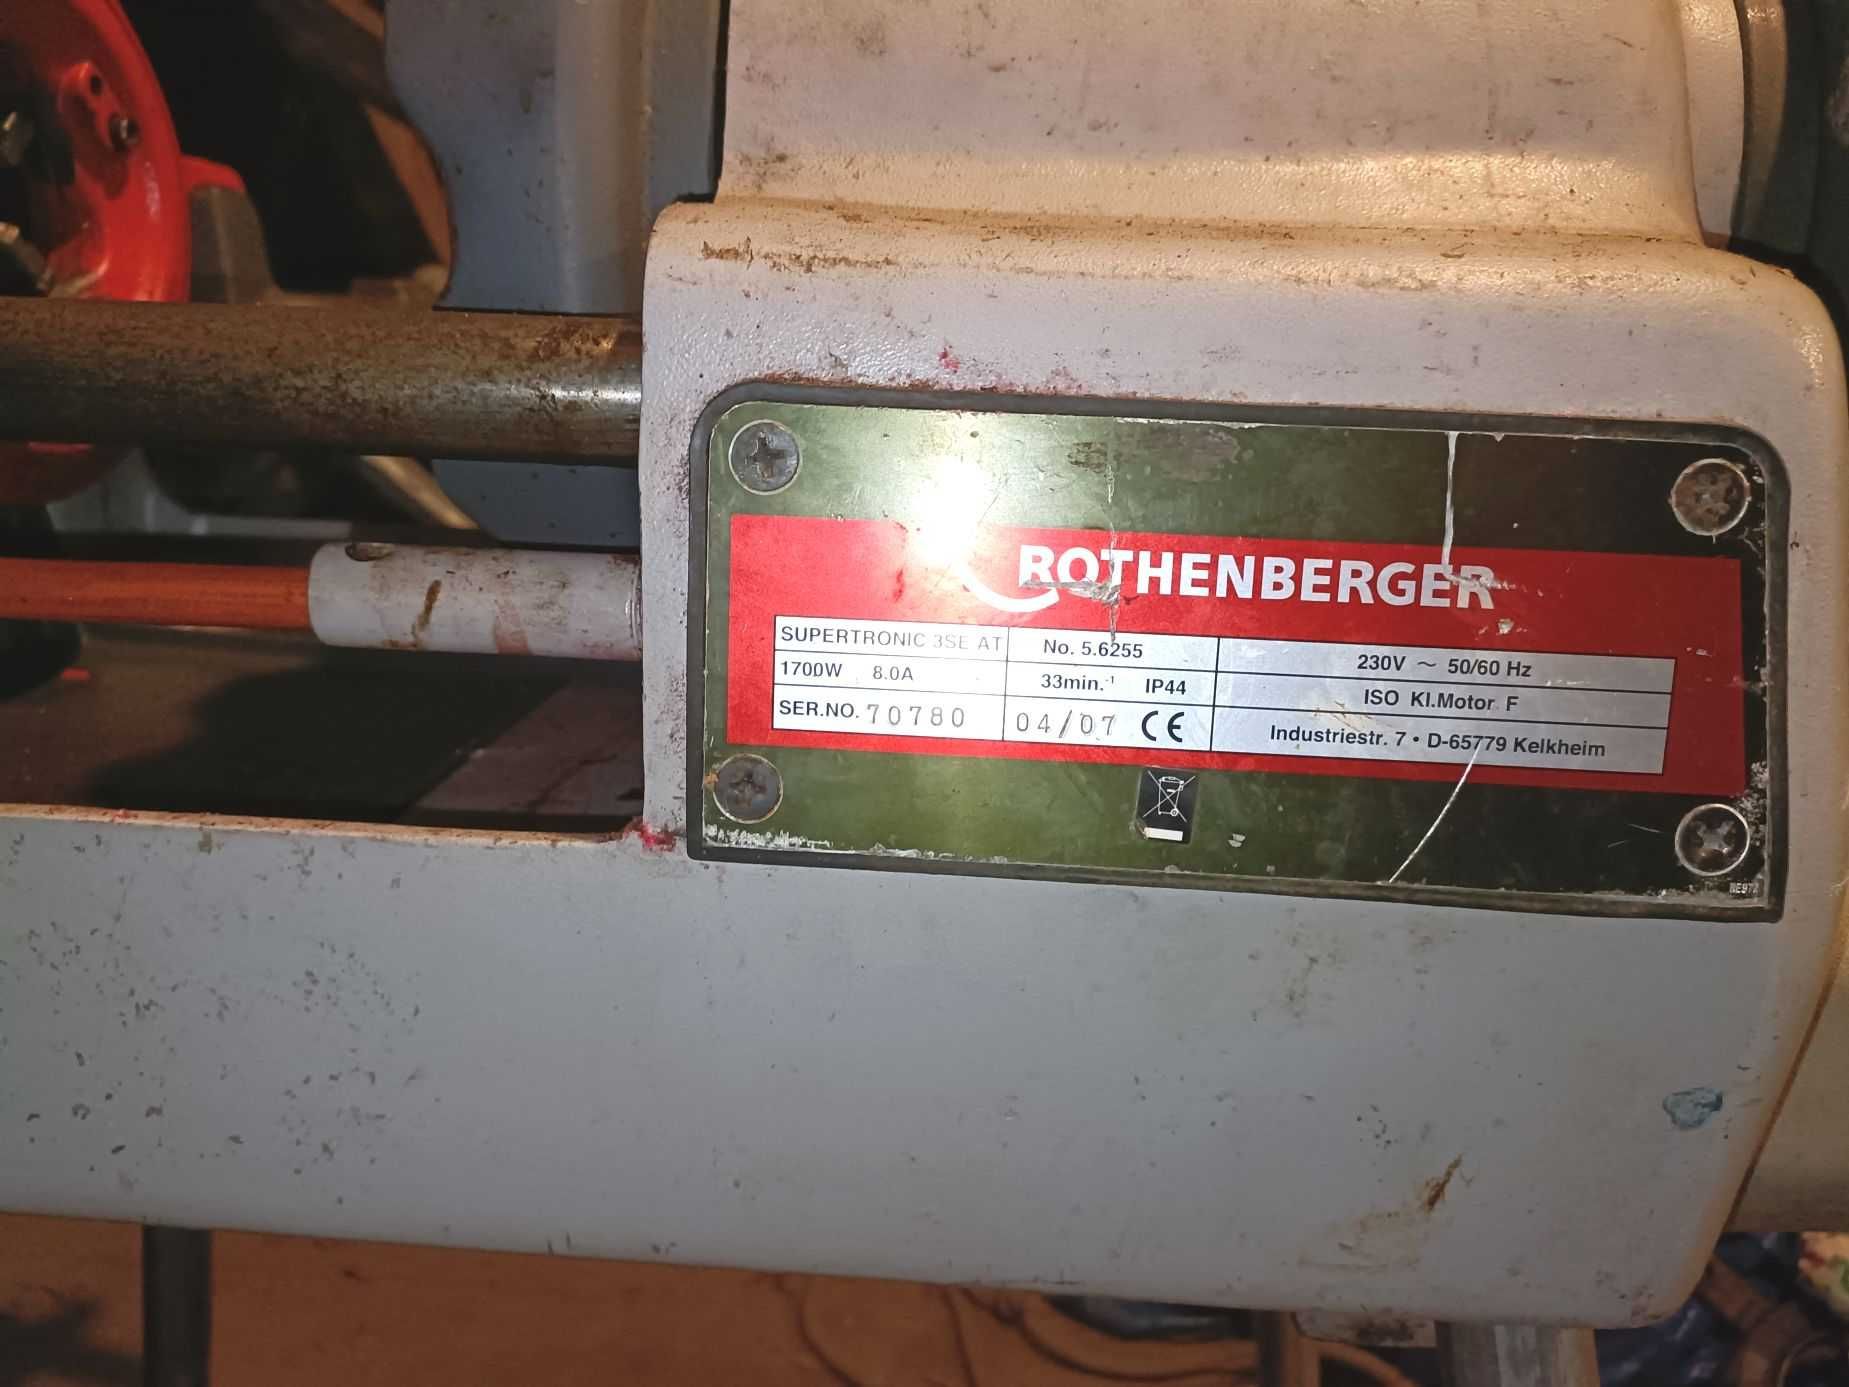 ROTHENBERGER
SUPERTRONIC 3SE AT No. 5.6255 230V ~ 50/60 Hz
1700W 8.0A 33min.⁻¹ IP44 ISO Kl.Motor F
SER.NO. 70780 04/07 CE Industriestr. 7 • D-65779 Kelkheim